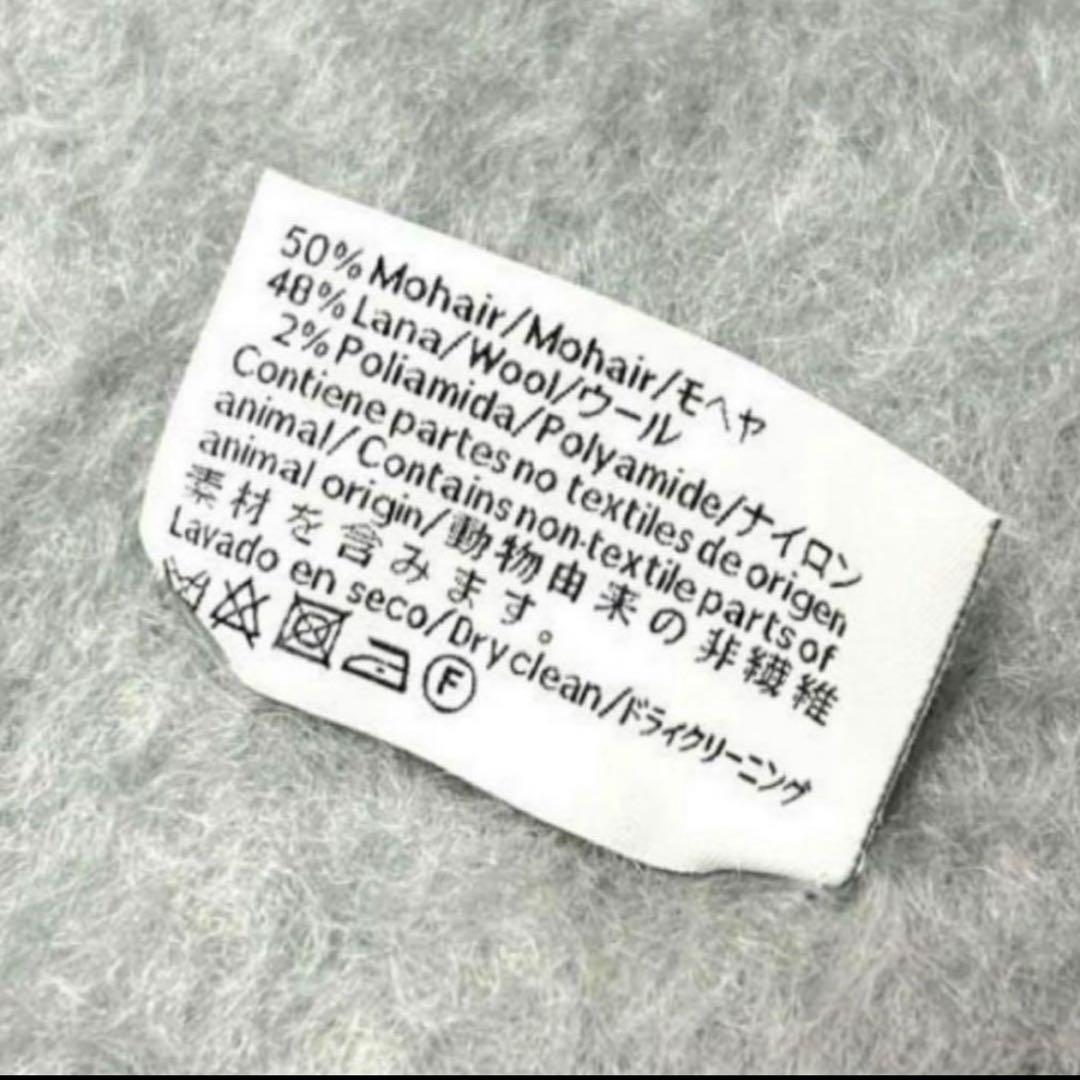 50% Mohair/Mohair/モヘヤ
48% Lana/Wool/ウール
2% Poliamida/Polyamide/ナイロン
Contiene partes no textiles de origen
animal/Contains non-textile parts of
animal origin/動物由来の非繊維
素材を含みます。
Lavado en seco/Dry clean/ドライクリーニング
F